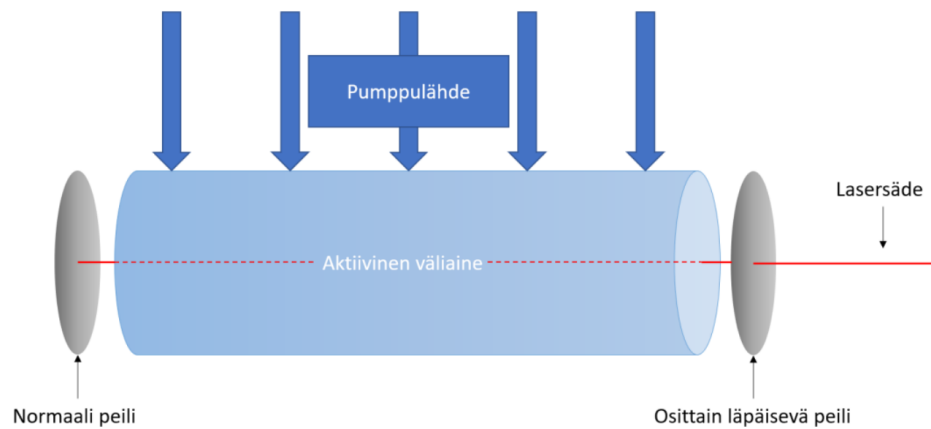 Pumppulähde
Lasersäde
Aktiivinen väliaine
Normaali peili
Osittain läpäisevä peili